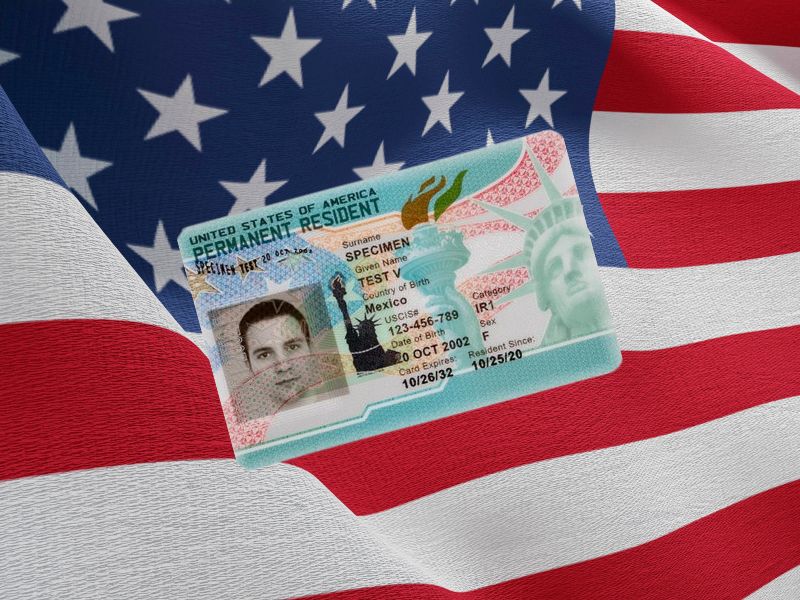 UNITED STATES OF AMERICA
PERMANENT RESIDENT
SPECIMEN TEST 20 OCT 2002
Surname
SPECIMEN
Given Name
TEST V
Country of Birth
Mexico
USCIS#
123-456-789
Date of Birth
20 OCT 2002
Card Expires:
10/26/32
Category
IR1
Sex
F
Resident Since:
10/25/20